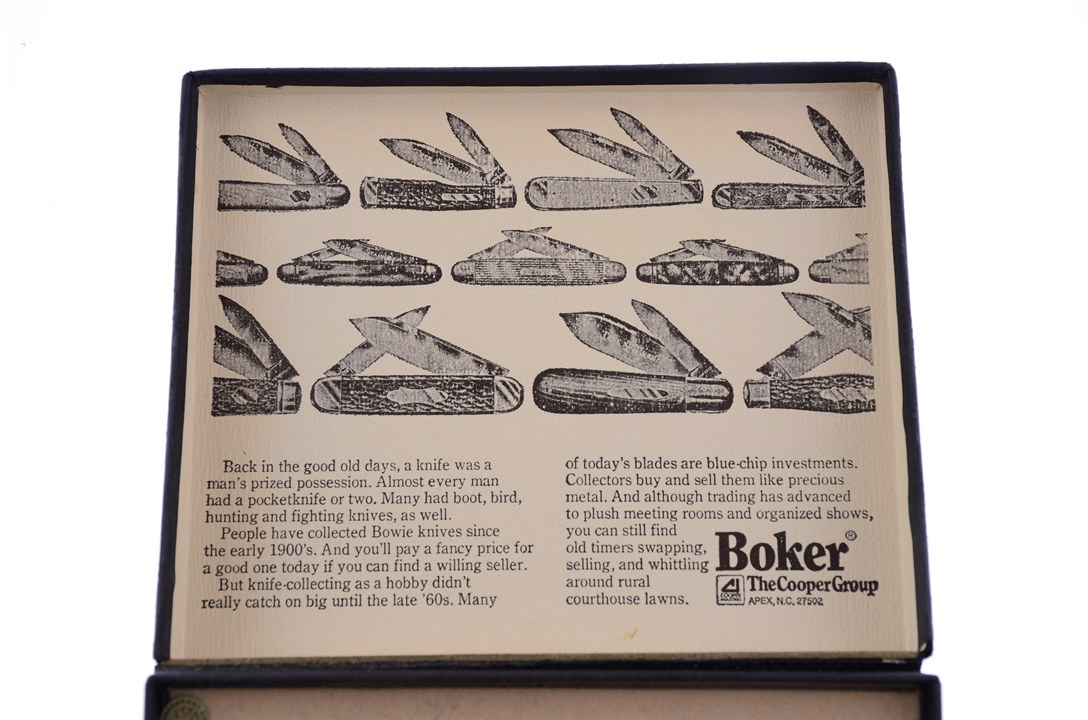 Back in the good old days, a knife was a
man's prized possession. Almost every man
had a pocketknife or two. Many had boot, bird,
hunting and fighting knives, as well.
People have collected Bowie knives since
the early 1900's. And you'll pay a fancy price for
a good one today if you can find a willing seller.
But knife-collecting as a hobby didn't
really catch on big until the late '60s. Many
of today's blades are blue-chip investments.
Collectors buy and sell them like precious
metal. And although trading has advanced
to plush meeting rooms and organized shows,
you can still find
old timers swapping,
selling, and whittling
around rural
courthouse lawns.
Boker®
COOPER
INDUSTRIES
TheCooperGroup
APEX, N.C. 27502